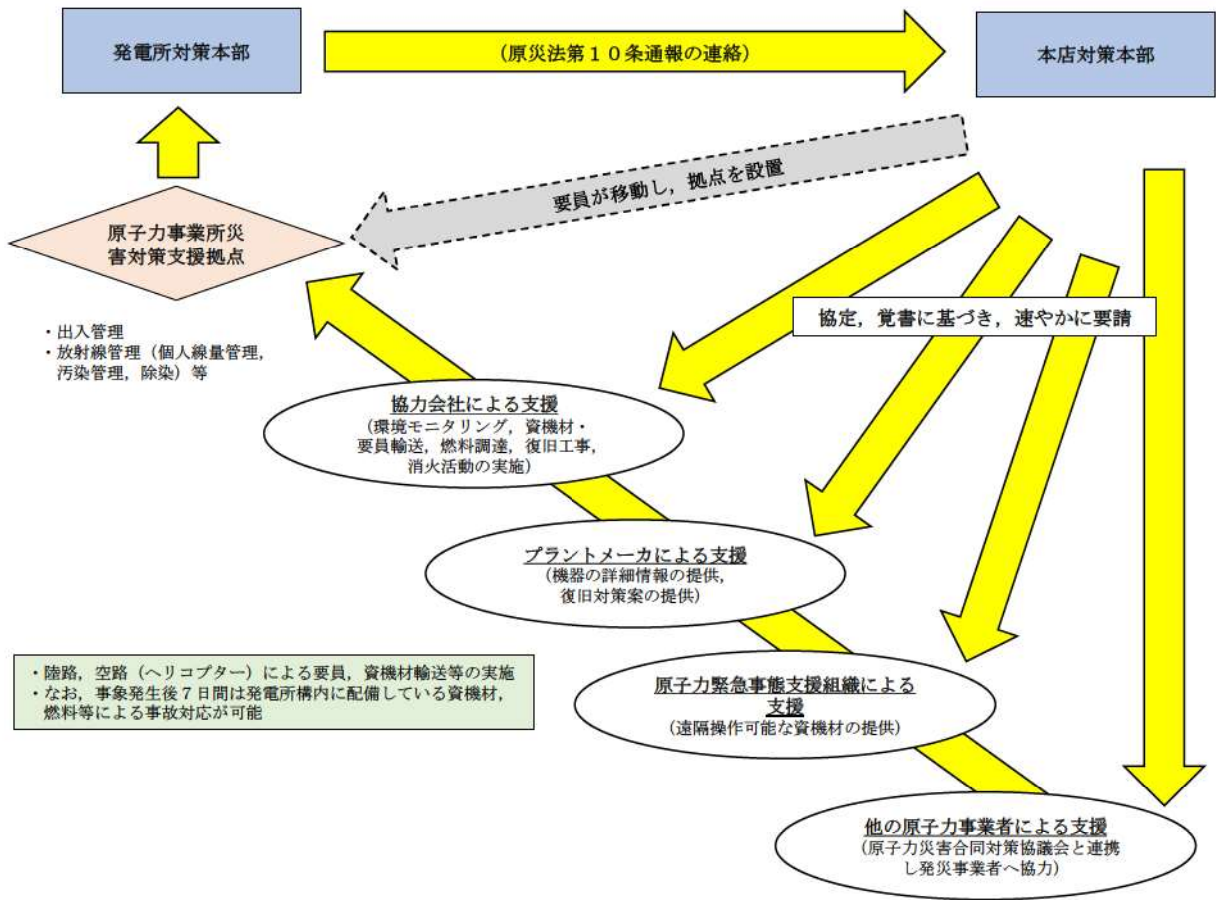 発電所対策本部
(原災法第１０条通報の連絡)
本店対策本部
要員が移動し，拠点を設置
原子力事業所災
害対策支援拠点
・出入管理
・放射線管理（個人線量管理，
汚染管理，除染）等
協定，覚書に基づき，速やかに要請
協力会社による支援
(環境モニタリング，資機材・
要員輸送，燃料調達，復旧工事，
消火活動の実施)
プラントメーカによる支援
(機器の詳細情報の提供，
復旧対策案の提供)
・陸路，空路（ヘリコプター）による要員，資機材輸送等の実施
・なお，事象発生後７日間は発電所構内に配備している資機材，
燃料等による事故対応が可能
原子力緊急事態支援組織による
支援
(遠隔操作可能な資機材の提供)
他の原子力事業者による支援
(原子力災害合同対策協議会と連携
し発災事業者へ協力)